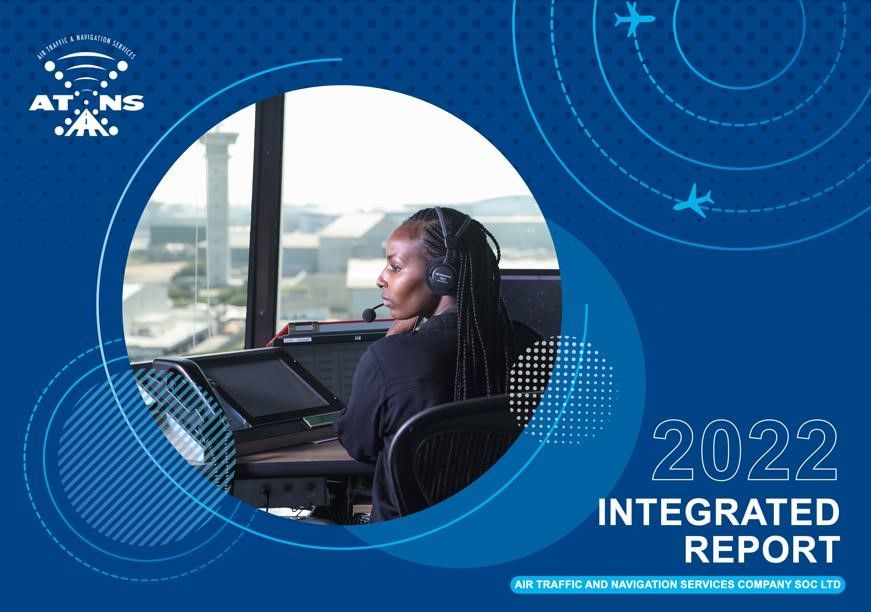 AIR TRAFFIC & NAVIGATION SERVICES
ATNS
2022
INTEGRATED
REPORT
AIR TRAFFIC AND NAVIGATION SERVICES COMPANY SOC LTD